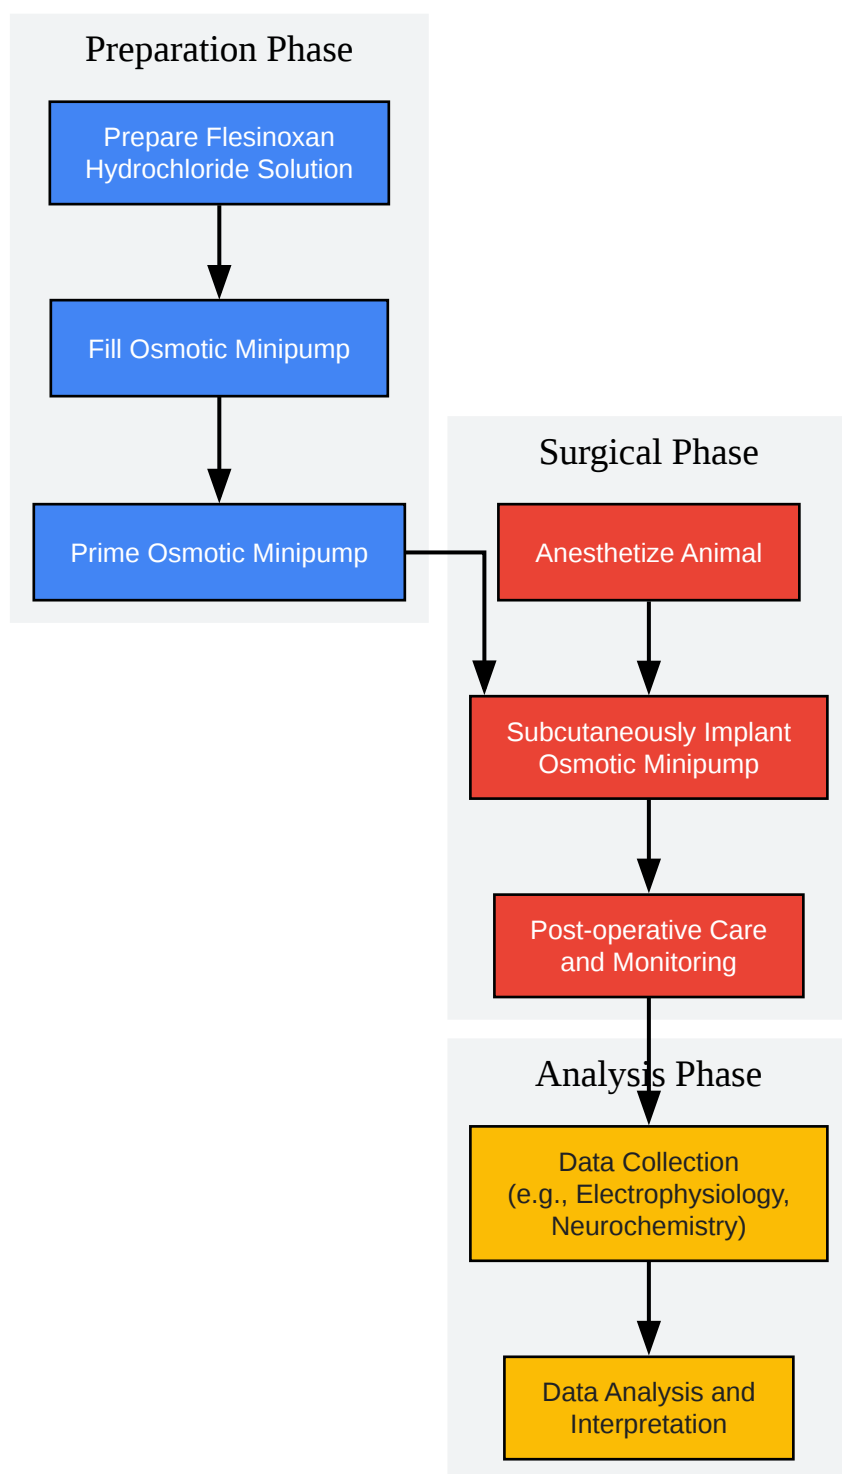 Preparation Phase
Prepare Flesinoxan
Hydrochloride Solution
Fill Osmotic Minipump
Prime Osmotic Minipump
Surgical Phase
Anesthetize Animal
Subcutaneously Implant
Osmotic Minipump
Post-operative Care
and Monitoring
Analysis Phase
Data Collection
(e.g., Electrophysiology,
Neurochemistry)
Data Analysis and
Interpretation